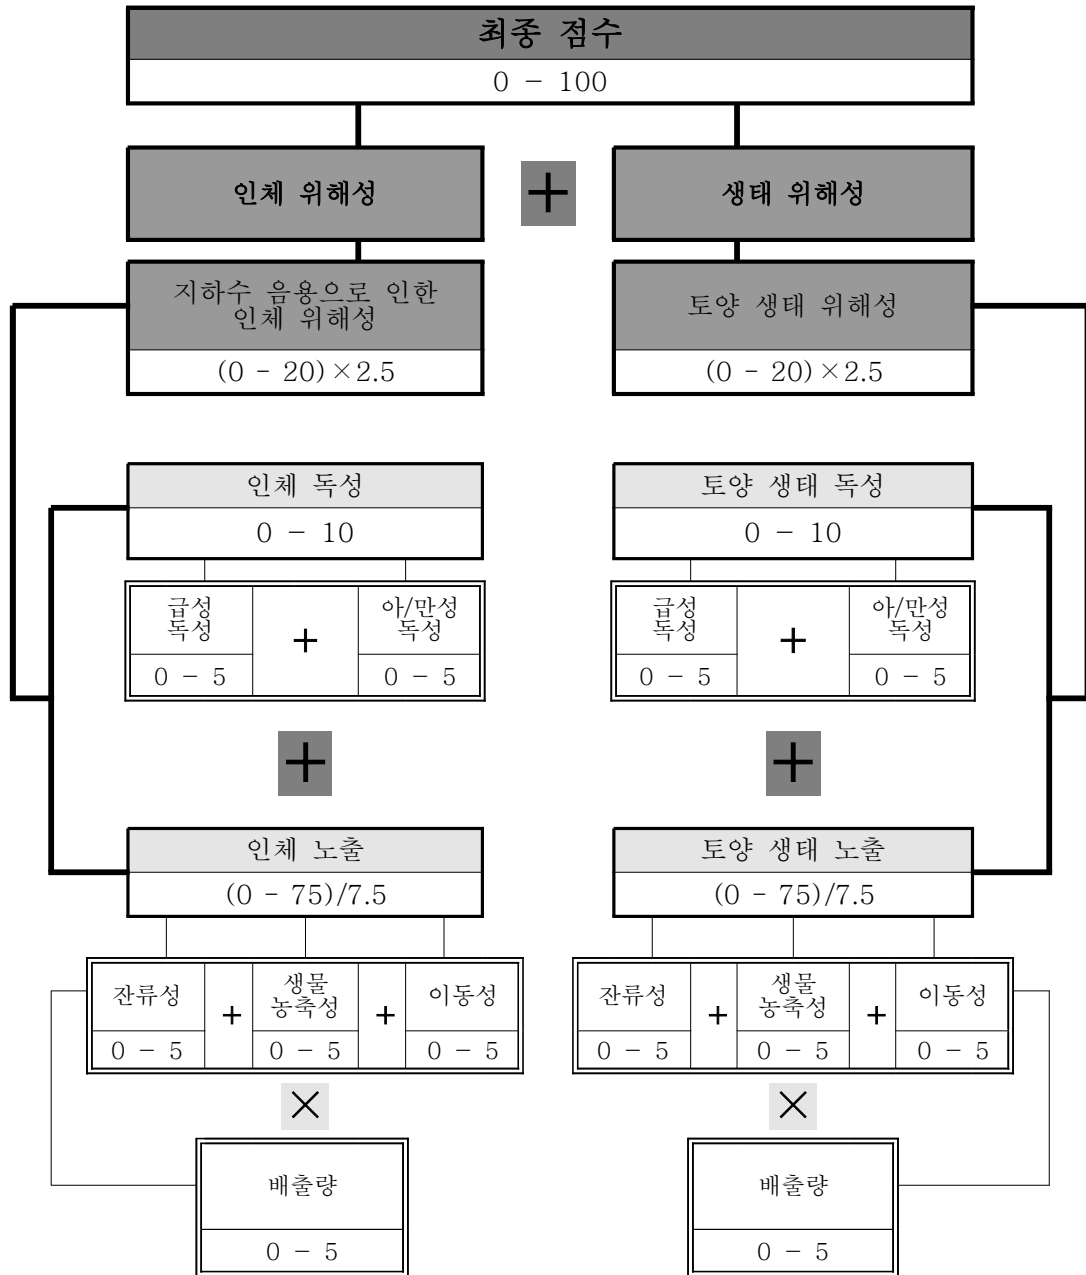 최종 점수
0 - 100
인체 위해성
+
생태 위해성
지하수 음용으로 인한
인체 위해성
(0 - 20)×2.5
토양 생태 위해성
(0 - 20)×2.5
인체 독성
0 - 10
토양 생태 독성
0 - 10
급성
독성
0 - 5
+
아/만성
독성
0 - 5
급성
독성
0 - 5
+
아/만성
독성
0 - 5
+
+
인체 노출
(0 - 75)/7.5
토양 생태 노출
(0 - 75)/7.5
잔류성
0 - 5
+
생물
농축성
0 - 5
+
이동성
0 - 5
잔류성
0 - 5
+
생물
농축성
0 - 5
+
이동성
0 - 5
×
×
배출량
0 - 5
배출량
0 - 5